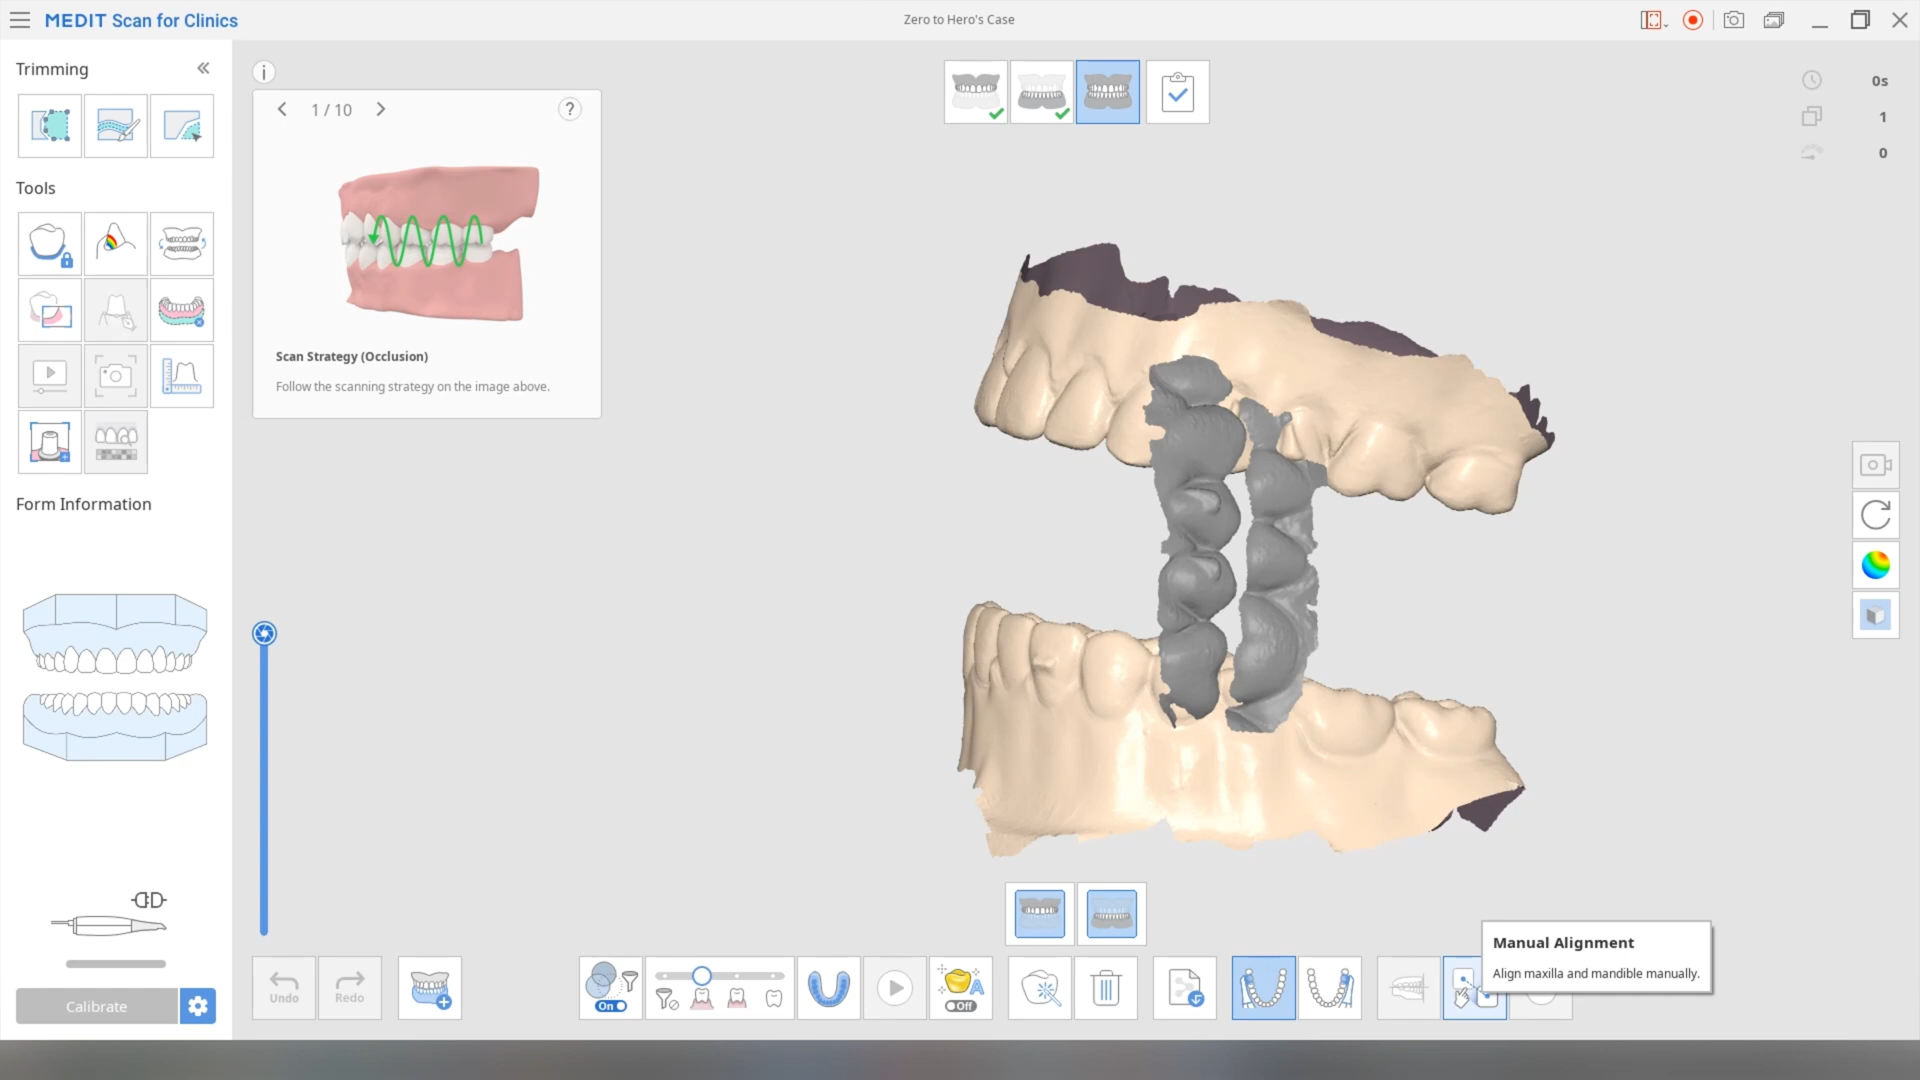 MEDIT Scan for Clinics
Zero to Hero's Case
Trimming
Tools
Form Information
Calibrate
i
1 / 10
?
Scan Strategy (Occlusion)
Follow the scanning strategy on the image above.
0s
1
0
Undo
Redo
On
A
Off
Manual Alignment
Align maxilla and mandible manually.